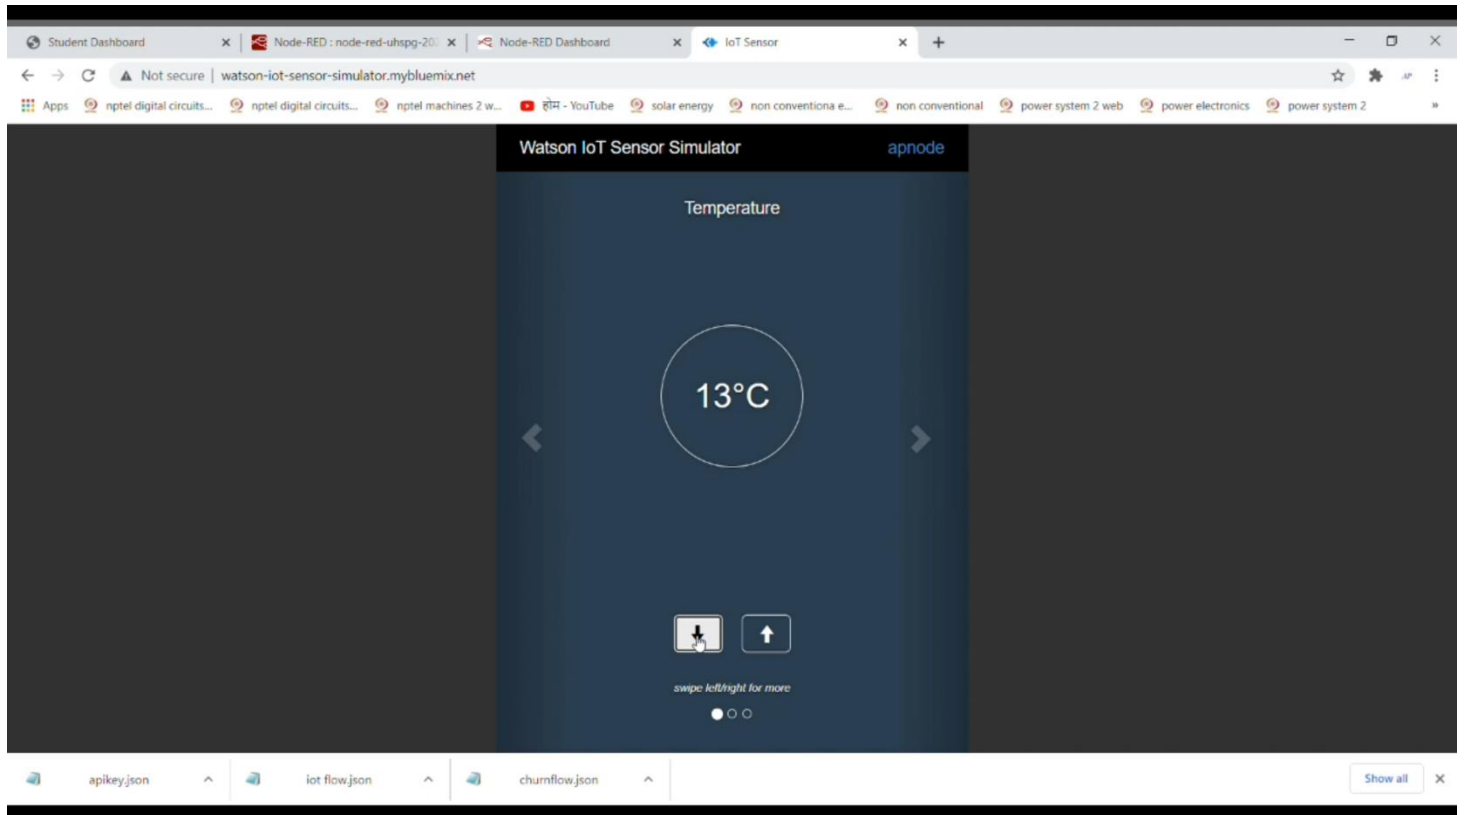 Student Dashboard
Node-RED : node-red-uhspg-202
Node-RED Dashboard
IoT Sensor
Not secure | watson-iot-sensor-simulator.mybluemix.net
Apps nptel digital circuits... nptel digital circuits... nptel machines 2 w... होम - YouTube solar energy non conventiona e... non conventional power system 2 web power electronics power system 2 »
Watson IoT Sensor Simulator apnode
Temperature
13°C
swipe left/right for more
apikey.json iot flow.json churnflow.json Show all